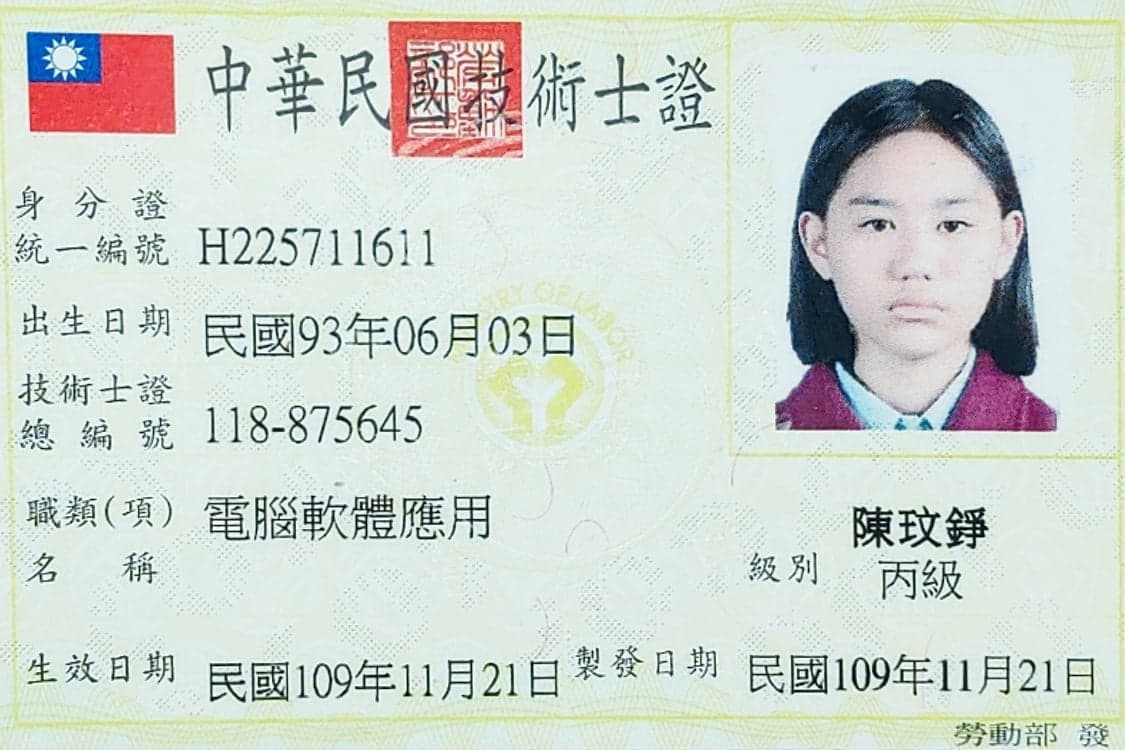 中華民國技術士證
身分證
統一編號 H225711611
出生日期 民國93年06月03日
技術士證
總編號 118-875645
職類(項) 電腦軟體應用
名稱
陳玟錚
級別 丙級
生效日期 民國109年11月21日 製發日期 民國109年11月21日
勞動部 發
MINISTRY OF LABOR